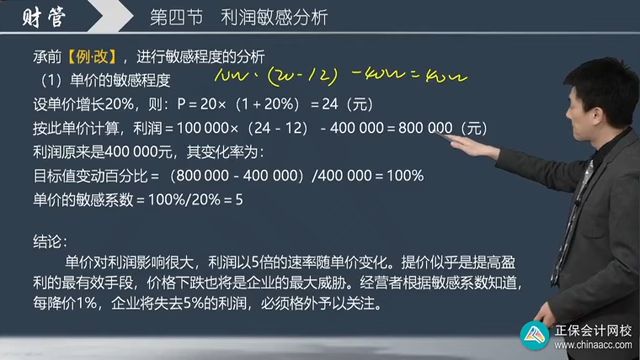 财管
第四节 利润敏感分析
承前【例·改】，进行敏感程度的分析
（1）单价的敏感程度
10W·(20-12)-40W=40W
设单价增长20%，则：P＝20×（1＋20%）＝24（元）
按此单价计算，利润＝100 000×（24－12）－400 000＝800 000（元）
利润原来是400 000元，其变化率为：
目标值变动百分比＝（800 000－400 000）/400 000＝100%
单价的敏感系数＝100%/20%＝5
结论：
单价对利润影响很大，利润以5倍的速率随单价变化。提价似乎是提高盈
利的最有效手段，价格下跌也将是企业的最大威胁。经营者根据敏感系数知道，
每降价1%，企业将失去5%的利润，必须格外予以关注。
正保会计网校
www.chinaacc.com